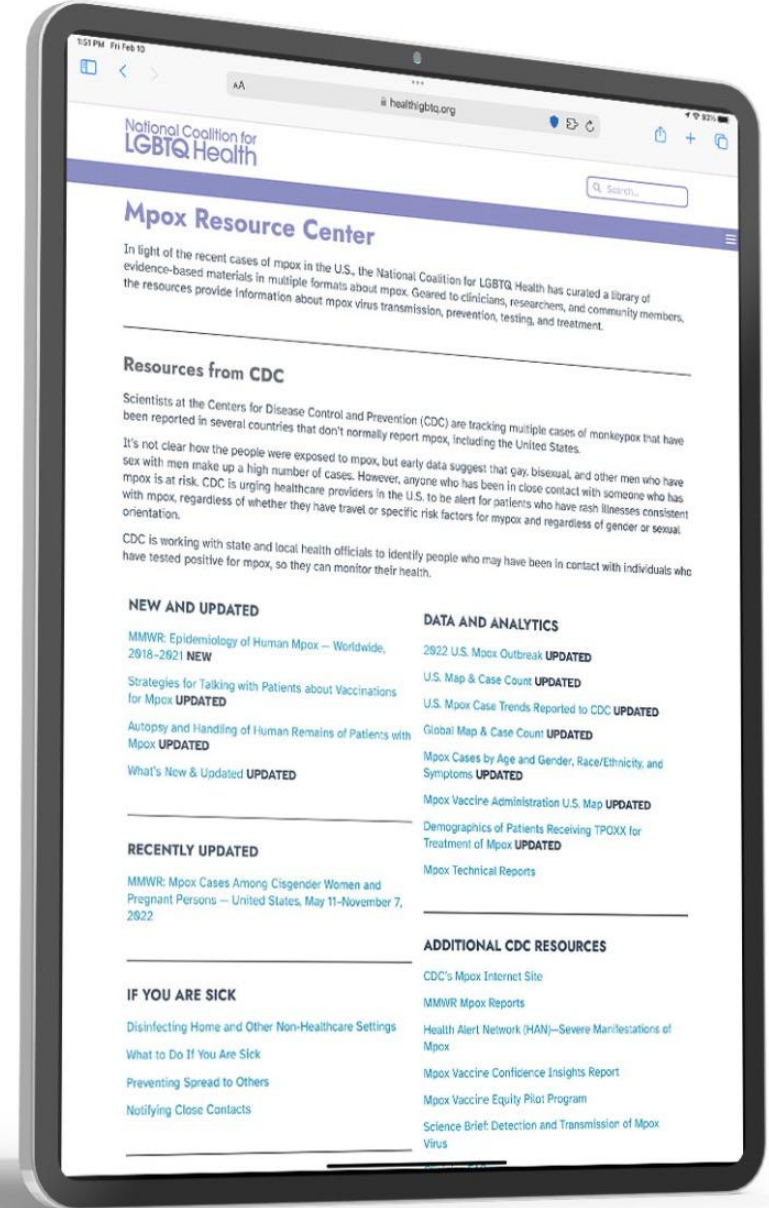 1:51 PM Fri Feb 10
93%
AA
healthlgbtq.org
National Coalition for
LGBTQ Health
Search...
Mpox Resource Center
In light of the recent cases of mpox in the U.S., the National Coalition for LGBTQ Health has curated a library of
evidence-based materials in multiple formats about mpox. Geared to clinicians, researchers, and community members,
the resources provide information about mpox virus transmission, prevention, testing, and treatment.
Resources from CDC
Scientists at the Centers for Disease Control and Prevention (CDC) are tracking multiple cases of monkeypox that have
been reported in several countries that don't normally report mpox, including the United States.
It's not clear how the people were exposed to mpox, but early data suggest that gay, bisexual, and other men who have
sex with men make up a high number of cases. However, anyone who has been in close contact with someone who has
mpox is at risk. CDC is urging healthcare providers in the U.S. to be alert for patients who have rash illnesses consistent
with mpox, regardless of whether they have travel or specific risk factors for mypox and regardless of gender or sexual
orientation.
CDC is working with state and local health officials to identify people who may have been in contact with individuals who
have tested positive for mpox, so they can monitor their health.
NEW AND UPDATED
MMWR: Epidemiology of Human Mpox — Worldwide,
2018–2021 NEW
Strategies for Talking with Patients about Vaccinations
for Mpox UPDATED
Autopsy and Handling of Human Remains of Patients with
Mpox UPDATED
What's New & Updated UPDATED
RECENTLY UPDATED
MMWR: Mpox Cases Among Cisgender Women and
Pregnant Persons — United States, May 11–November 7,
2022
IF YOU ARE SICK
Disinfecting Home and Other Non-Healthcare Settings
What to Do If You Are Sick
Preventing Spread to Others
Notifying Close Contacts
DATA AND ANALYTICS
2022 U.S. Mpox Outbreak UPDATED
U.S. Map & Case Count UPDATED
U.S. Mpox Case Trends Reported to CDC UPDATED
Global Map & Case Count UPDATED
Mpox Cases by Age and Gender, Race/Ethnicity, and
Symptoms UPDATED
Mpox Vaccine Administration U.S. Map UPDATED
Demographics of Patients Receiving TPOXX for
Treatment of Mpox UPDATED
Mpox Technical Reports
ADDITIONAL CDC RESOURCES
CDC's Mpox Internet Site
MMWR Mpox Reports
Health Alert Network (HAN)—Severe Manifestations of
Mpox
Mpox Vaccine Confidence Insights Report
Mpox Vaccine Equity Pilot Program
Science Brief: Detection and Transmission of Mpox
Virus